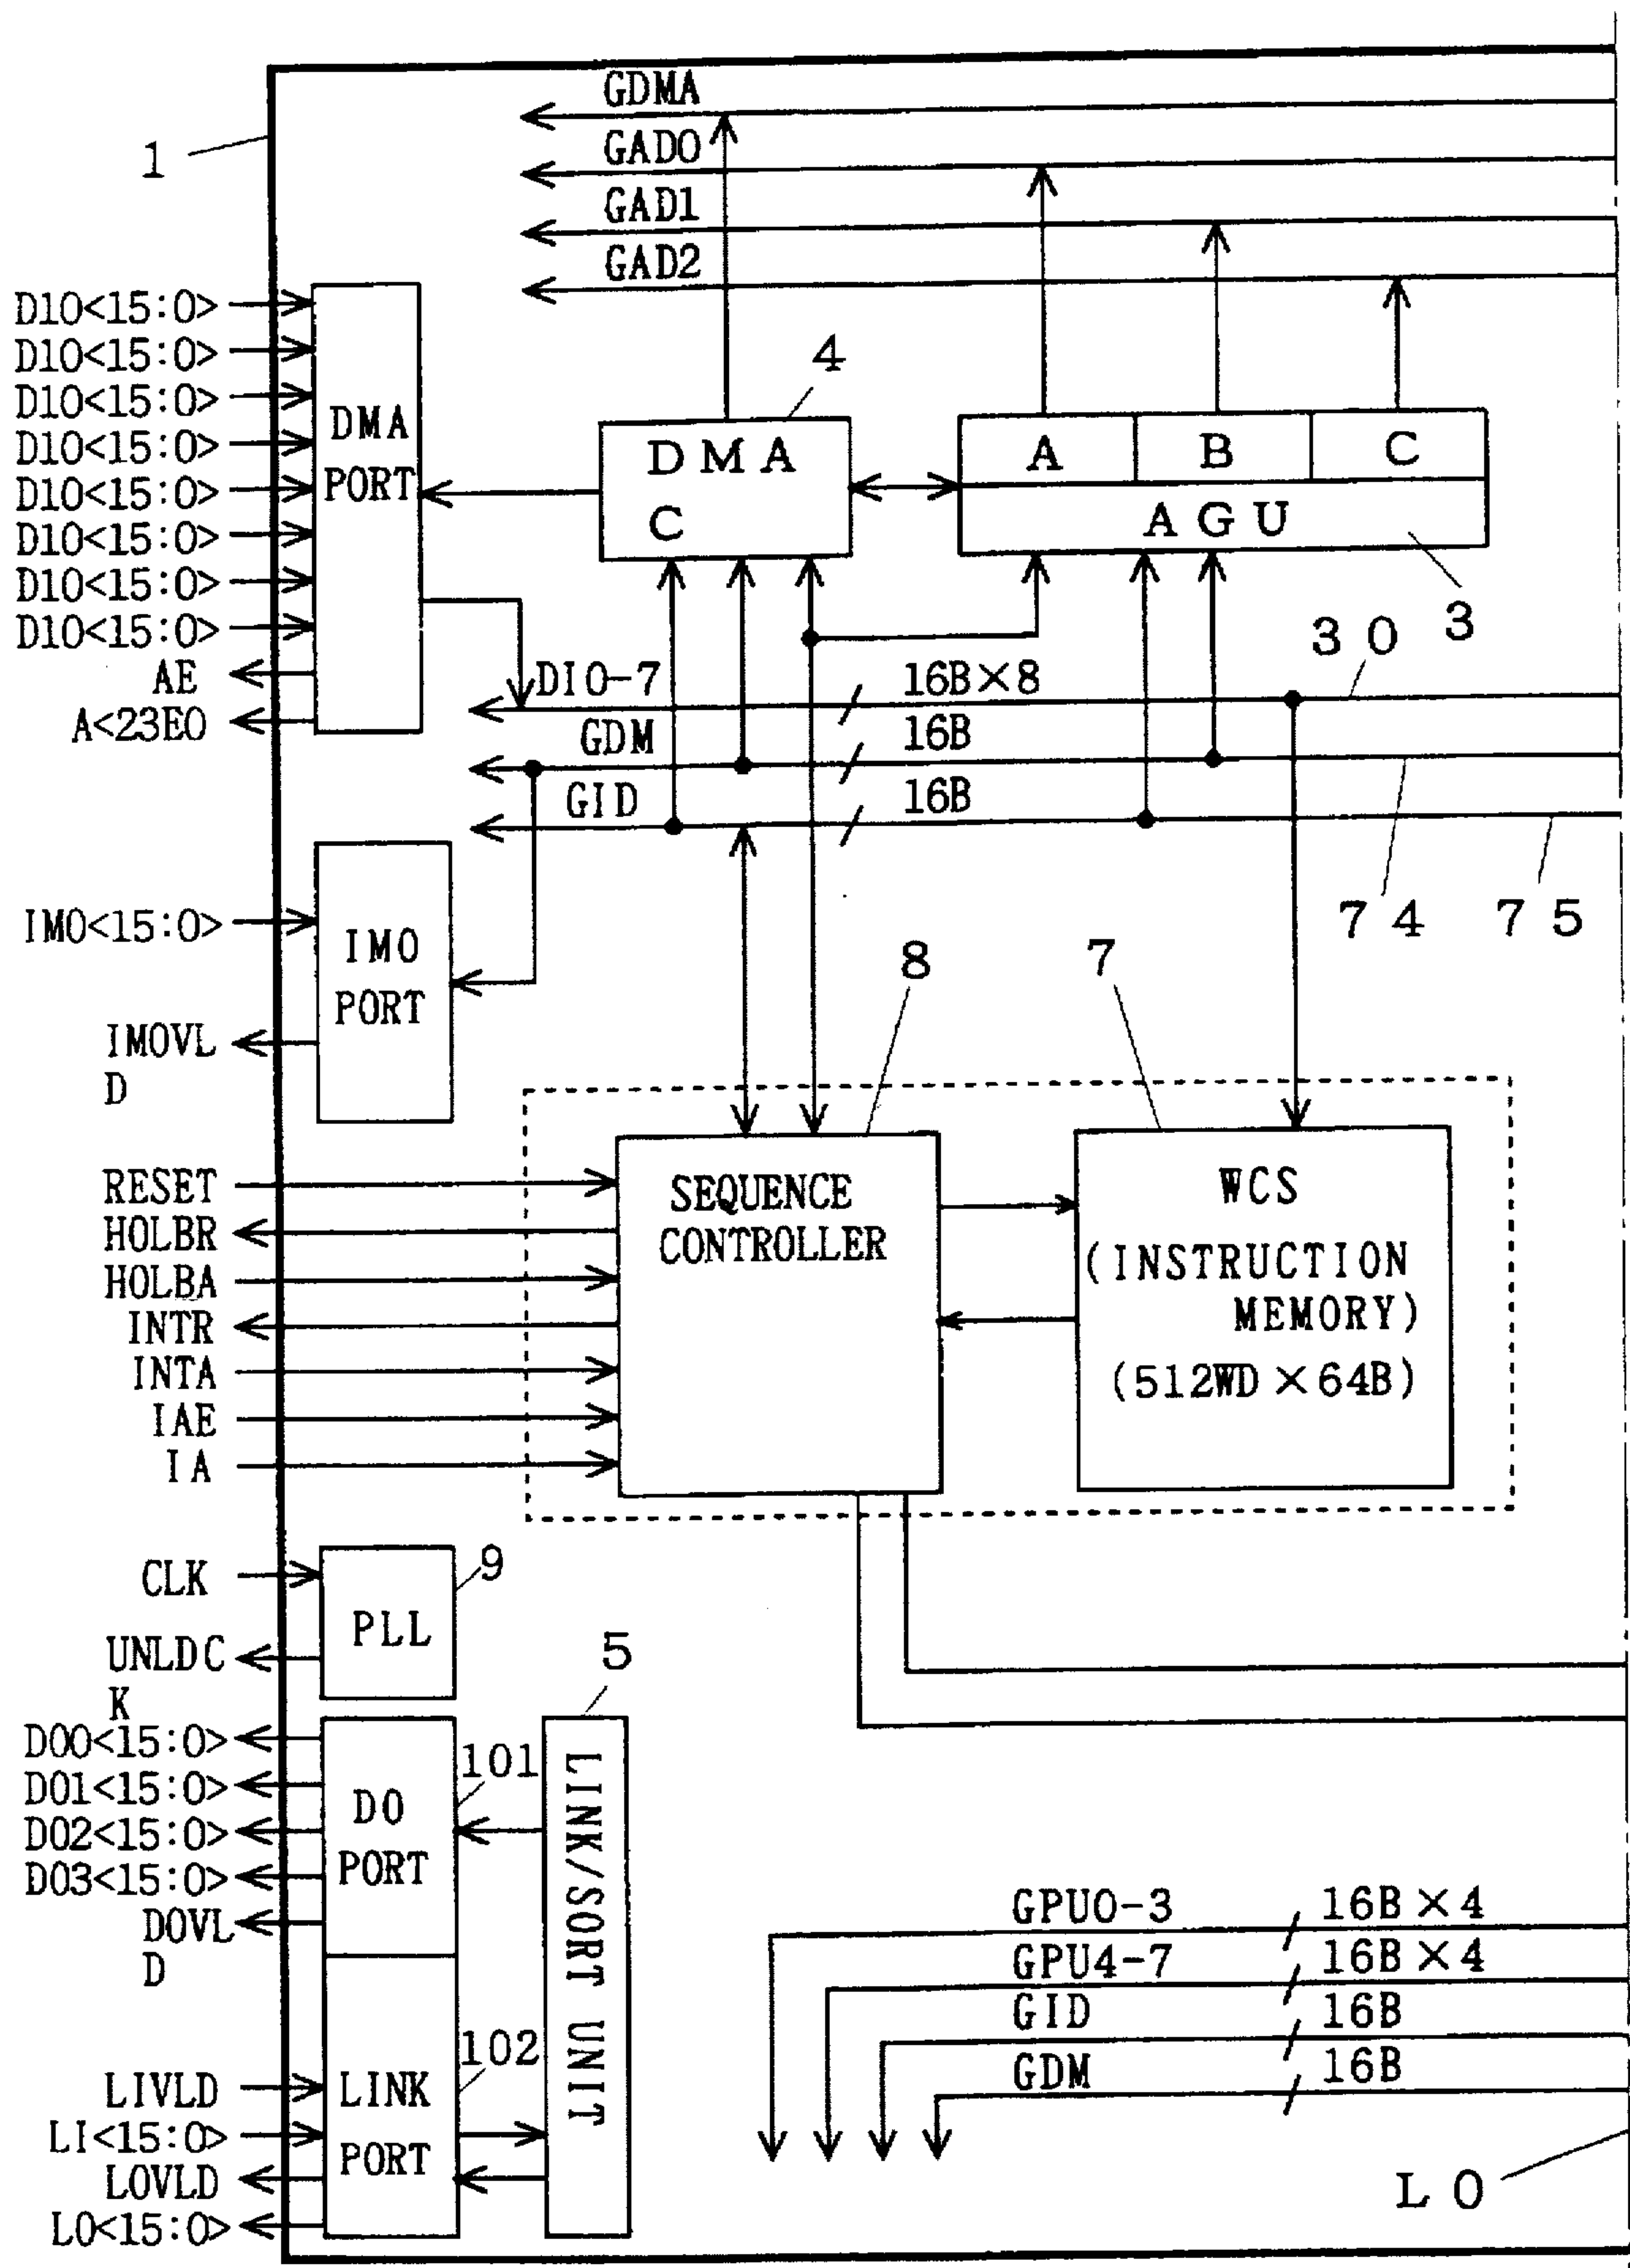 GDMA
1
GAD0
GAD1
GAD2
D10<15:0>
D10<15:0>
D10<15:0>
D10<15:0>
D10<15:0>
D10<15:0>
D10<15:0>
D10<15:0>
AE
A<23E0
DMA
PORT
4
DMA
C
A B C
AGU
3
30
DI0-7 16B×8
GDM 16B
GID 16B
74 75
IM0<15:0>
IMO
PORT
IMOVL
D
8 7
RESET
HOLBR
HOLBA
INTR
INTA
IAE
IA
SEQUENCE
CONTROLLER
WCS
(INSTRUCTION
MEMORY)
(512WD×64B)
CLK
UNLDC
K
PLL
9
5
D00<15:0>
D01<15:0>
D02<15:0>
D03<15:0>
DOVL
D
DO
PORT
101
LINK/SORT UNIT
LIVLD
LI<15:0>
LOVLD
LO<15:0>
LINK
PORT
102
GPU0-3 16B×4
GPU4-7 16B×4
GID 16B
GDM 16B
L0